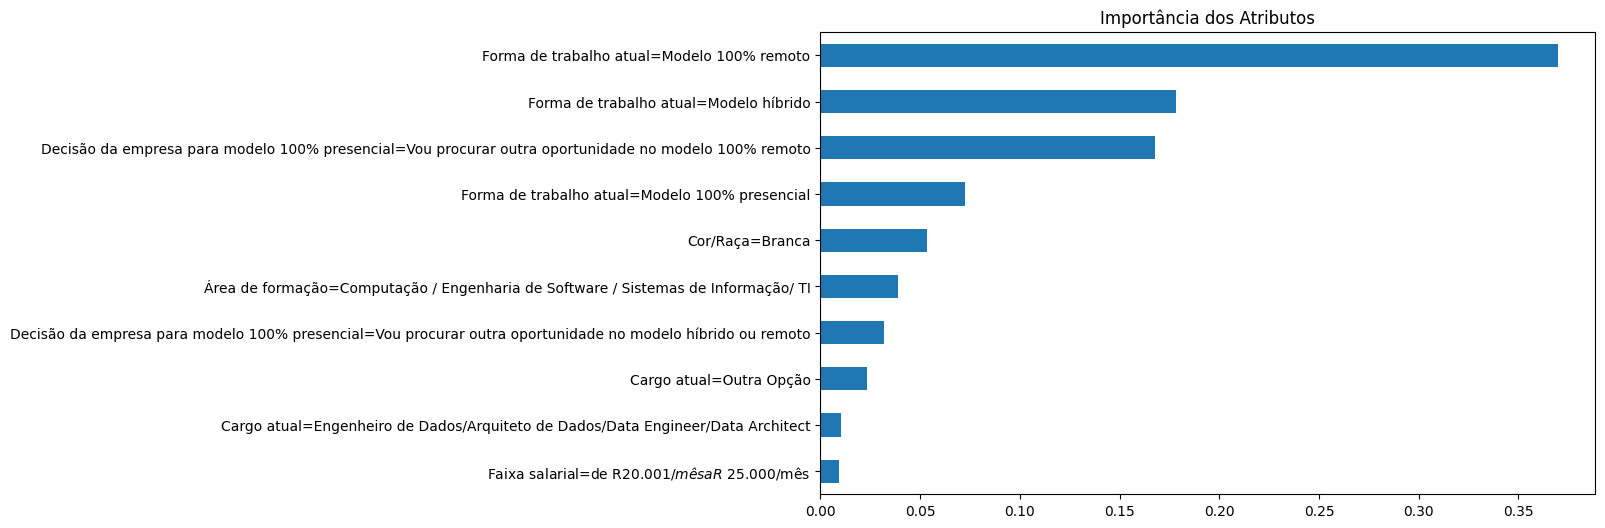 Importância dos Atributos
Forma de trabalho atual=Modelo 100% remoto
Forma de trabalho atual=Modelo híbrido
Decisão da empresa para modelo 100% presencial=Vou procurar outra oportunidade no modelo 100% remoto
Forma de trabalho atual=Modelo 100% presencial
Cor/Raça=Branca
Área de formação=Computação / Engenharia de Software / Sistemas de Informação/ TI
Decisão da empresa para modelo 100% presencial=Vou procurar outra oportunidade no modelo híbrido ou remoto
Cargo atual=Outra Opção
Cargo atual=Engenheiro de Dados/Arquiteto de Dados/Data Engineer/Data Architect
Faixa salarial=de R20.001/mêsaR 25.000/mês
0.00 0.05 0.10 0.15 0.20 0.25 0.30 0.35